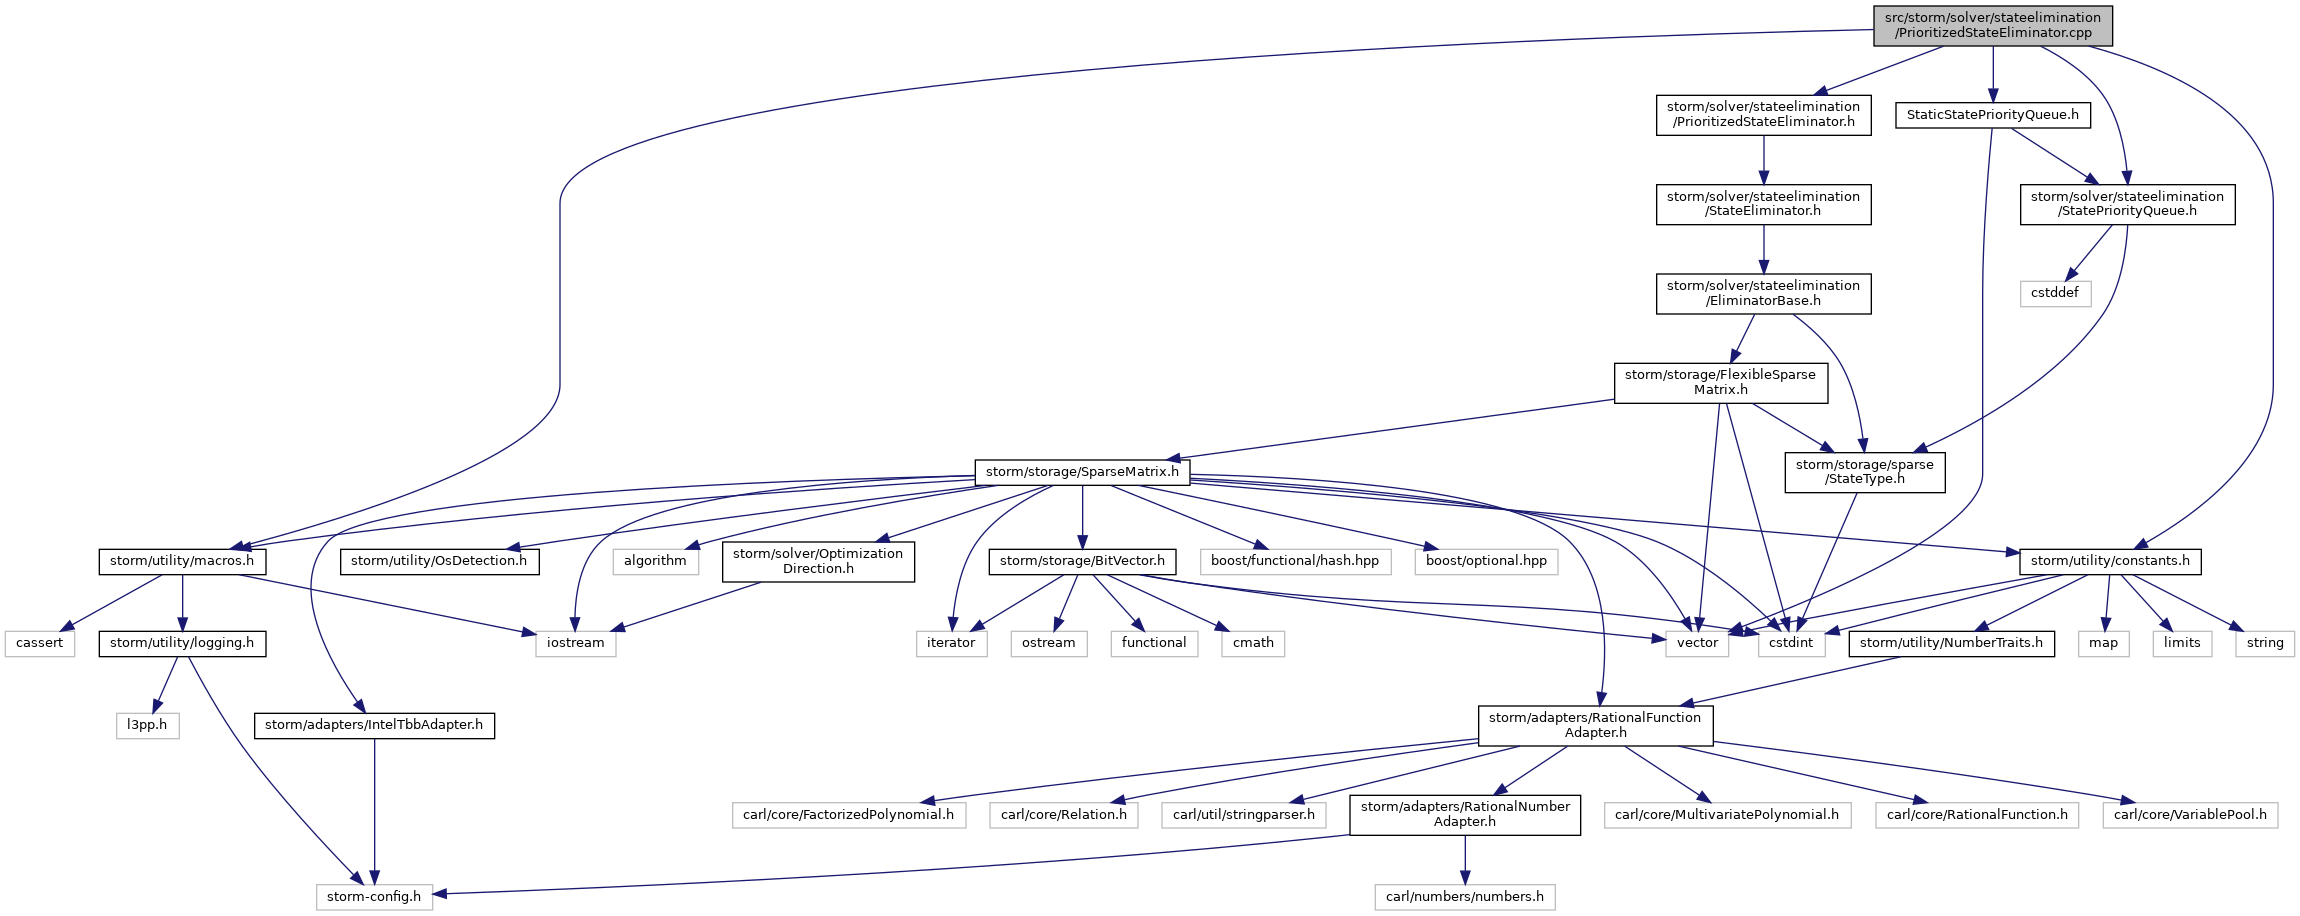 src/storm/solver/stateelimination
/PrioritizedStateEliminator.cpp
storm/solver/stateelimination
/PrioritizedStateEliminator.h
StaticStatePriorityQueue.h
storm/solver/stateelimination
/StateEliminator.h
storm/solver/stateelimination
/StatePriorityQueue.h
storm/solver/stateelimination
/EliminatorBase.h
cstddef
storm/storage/FlexibleSparse
Matrix.h
storm/storage/SparseMatrix.h
storm/storage/sparse
/StateType.h
storm/utility/macros.h
storm/utility/OsDetection.h
algorithm
storm/solver/Optimization
Direction.h
storm/storage/BitVector.h
boost/functional/hash.hpp
boost/optional.hpp
storm/utility/constants.h
cassert
storm/utility/logging.h
iostream
iterator
ostream
functional
cmath
vector
cstdint
storm/utility/NumberTraits.h
map
limits
string
l3pp.h
storm/adapters/IntelTbbAdapter.h
storm/adapters/RationalFunction
Adapter.h
carl/core/FactorizedPolynomial.h
carl/core/Relation.h
carl/util/stringparser.h
storm/adapters/RationalNumber
Adapter.h
carl/core/MultivariatePolynomial.h
carl/core/RationalFunction.h
carl/core/VariablePool.h
storm-config.h
carl/numbers/numbers.h